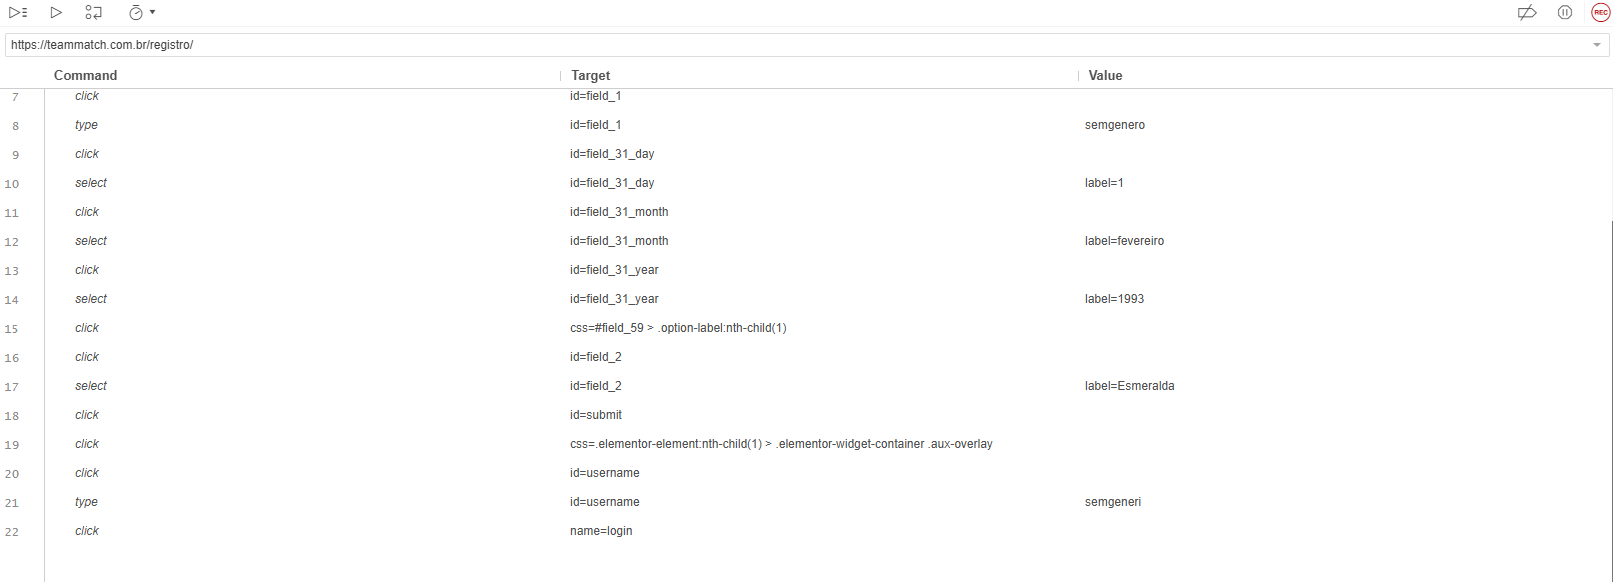 REC
https://teammatch.com.br/registro/
Command Target Value
7 click id=field_1
8 type id=field_1 semgenero
9 click id=field_31_day
10 select id=field_31_day label=1
11 click id=field_31_month
12 select id=field_31_month label=fevereiro
13 click id=field_31_year
14 select id=field_31_year label=1993
15 click css=#field_59 > .option-label:nth-child(1)
16 click id=field_2
17 select id=field_2 label=Esmeralda
18 click id=submit
19 click css=.elementor-element:nth-child(1) > .elementor-widget-container .aux-overlay
20 click id=username
21 type id=username semgeneri
22 click name=login